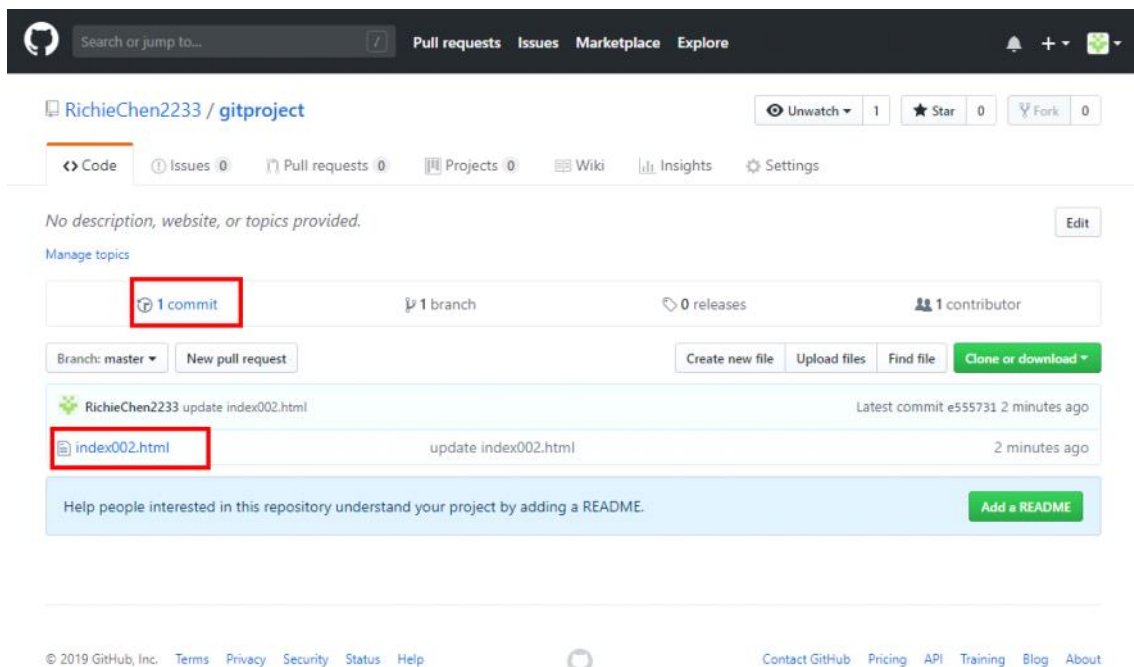 Search or jump to... / Pull requests Issues Marketplace Explore
RichieChen2233 / gitproject Unwatch 1 Star 0 Fork 0
Code Issues 0 Pull requests 0 Projects 0 Wiki Insights Settings
No description, website, or topics provided. Edit
Manage topics
1 commit 1 branch 0 releases 1 contributor
Branch: master New pull request Create new file Upload files Find file Clone or download
RichieChen2233 update index002.html Latest commit e555731 2 minutes ago
index002.html update index002.html 2 minutes ago
Help people interested in this repository understand your project by adding a README. Add a README
© 2019 GitHub, Inc. Terms Privacy Security Status Help Contact GitHub Pricing API Training Blog About